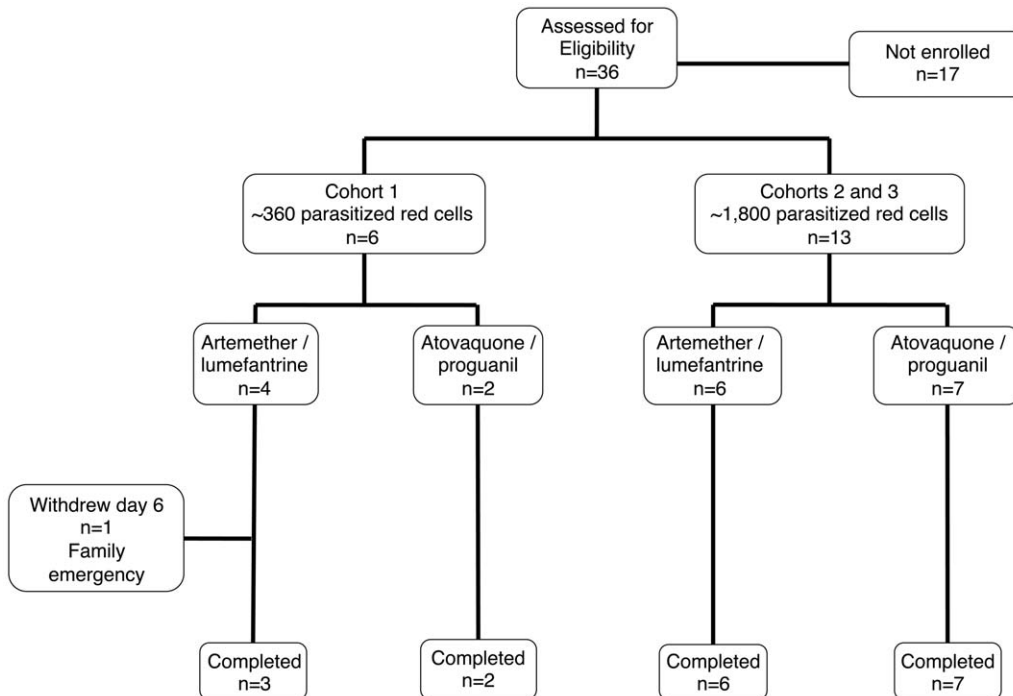 Assessed for
Eligibility
n=36
Not enrolled
n=17
Cohort 1
~360 parasitized red cells
n=6
Cohorts 2 and 3
~1,800 parasitized red cells
n=13
Artemether /
lumefantrine
n=4
Atovaquone /
proguanil
n=2
Artemether /
lumefantrine
n=6
Atovaquone /
proguanil
n=7
Withdrew day 6
n=1
Family
emergency
Completed
n=3
Completed
n=2
Completed
n=6
Completed
n=7